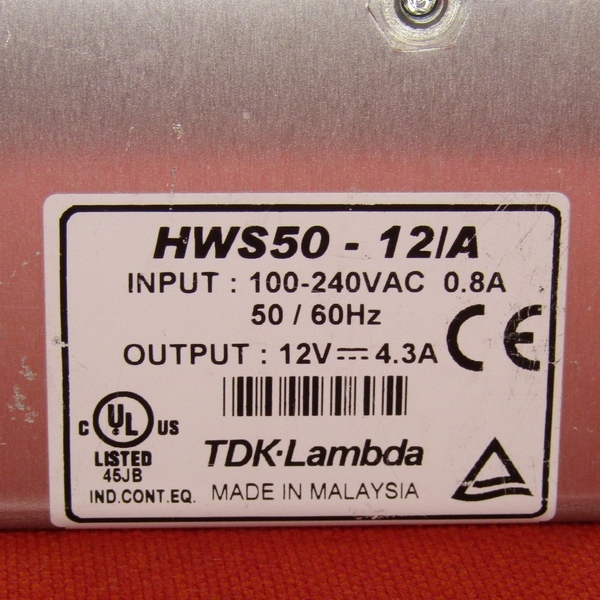 HWS50 - 12/A
INPUT : 100-240VAC 0.8A
50 / 60Hz
OUTPUT : 12V⎓4.3A
CE
C UL US
LISTED
45JB
IND.CONT.EQ.
TDK·Lambda
MADE IN MALAYSIA